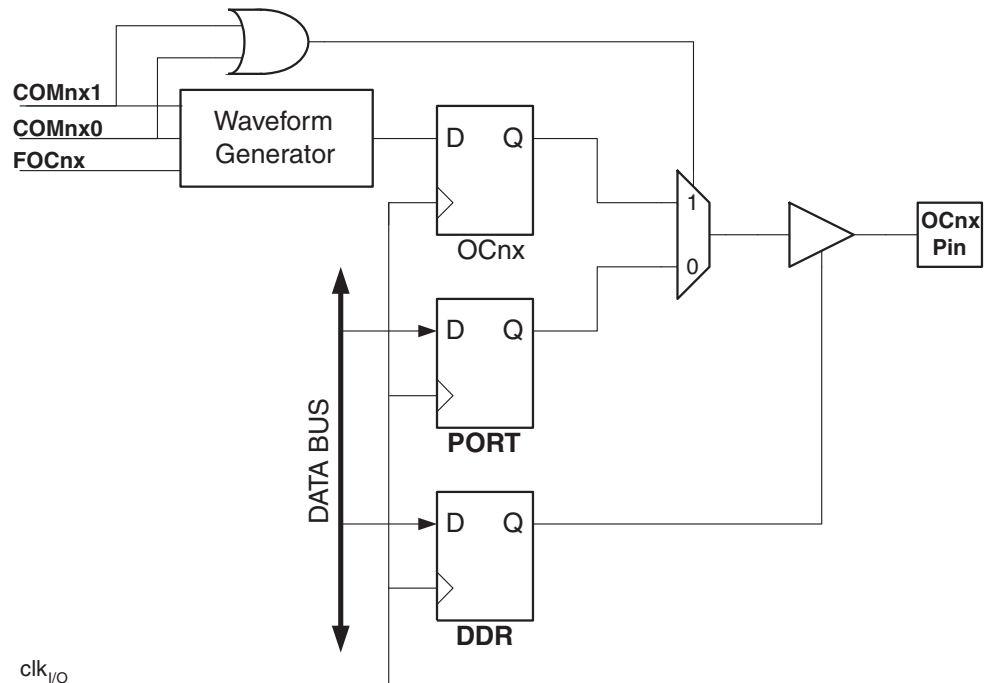 COMnx1
COMnx0
FOCnx
Waveform
Generator
D Q
OCnx
1
0
OCnx
Pin
D Q
PORT
DATA BUS
D Q
DDR
clkI/O